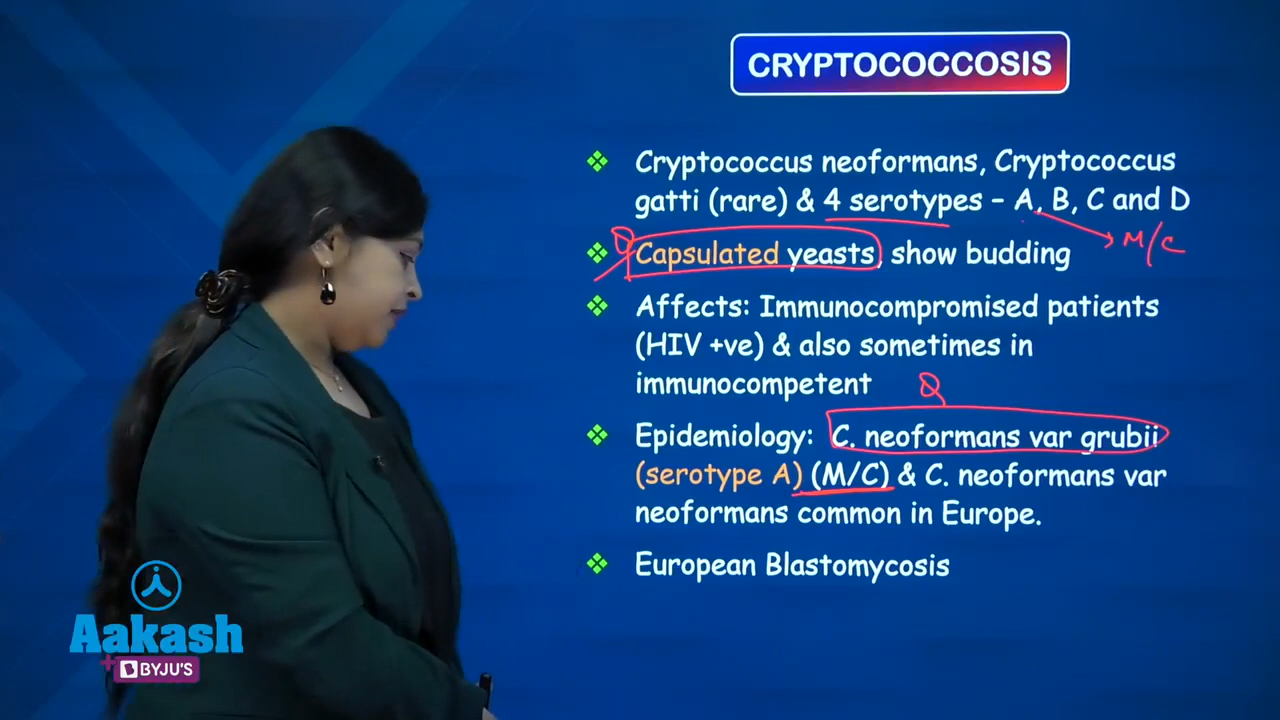 CRYPTOCOCCOSIS
Cryptococcus neoformans, Cryptococcus
gatti (rare) & 4 serotypes – A, B, C and D
M/C
Capsulated yeasts, show budding
Affects: Immunocompromised patients
(HIV +ve) & also sometimes in
immunocompetent
Q
Epidemiology: C. neoformans var grubii
(serotype A) (M/C) & C. neoformans var
neoformans common in Europe.
European Blastomycosis
Aakash
+ BYJU'S